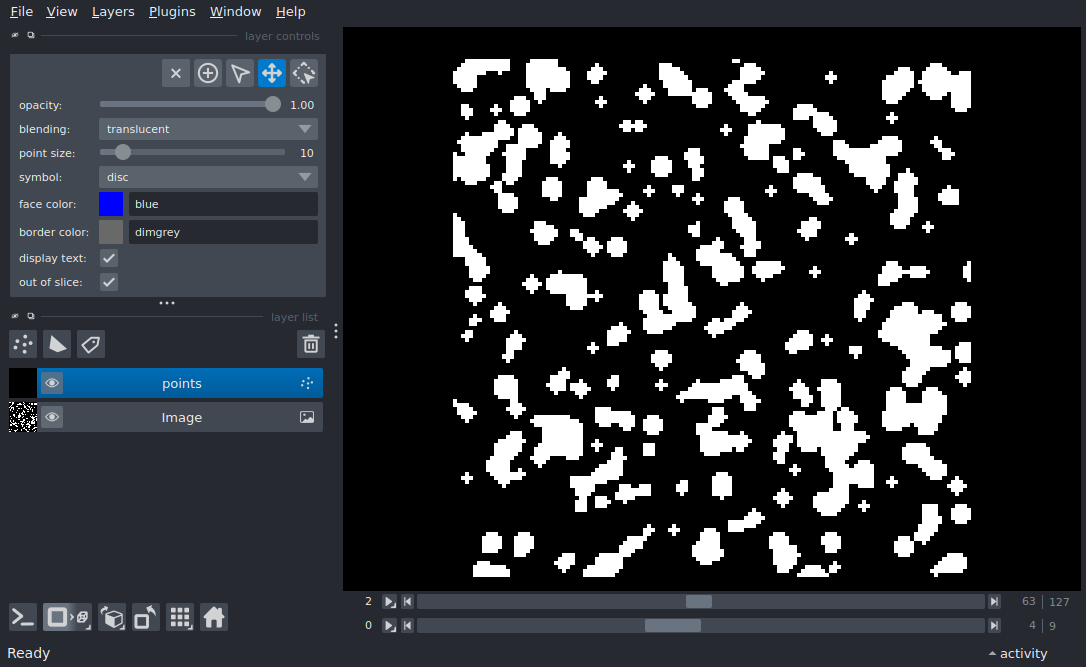 File View Layers Plugins Window Help
layer controls
opacity: 1.00
blending: translucent
point size: 10
symbol: disc
face color: blue
border color: dimgrey
display text:
out of slice:
layer list
points
Image
2 63 127
0 4 9
Ready activity